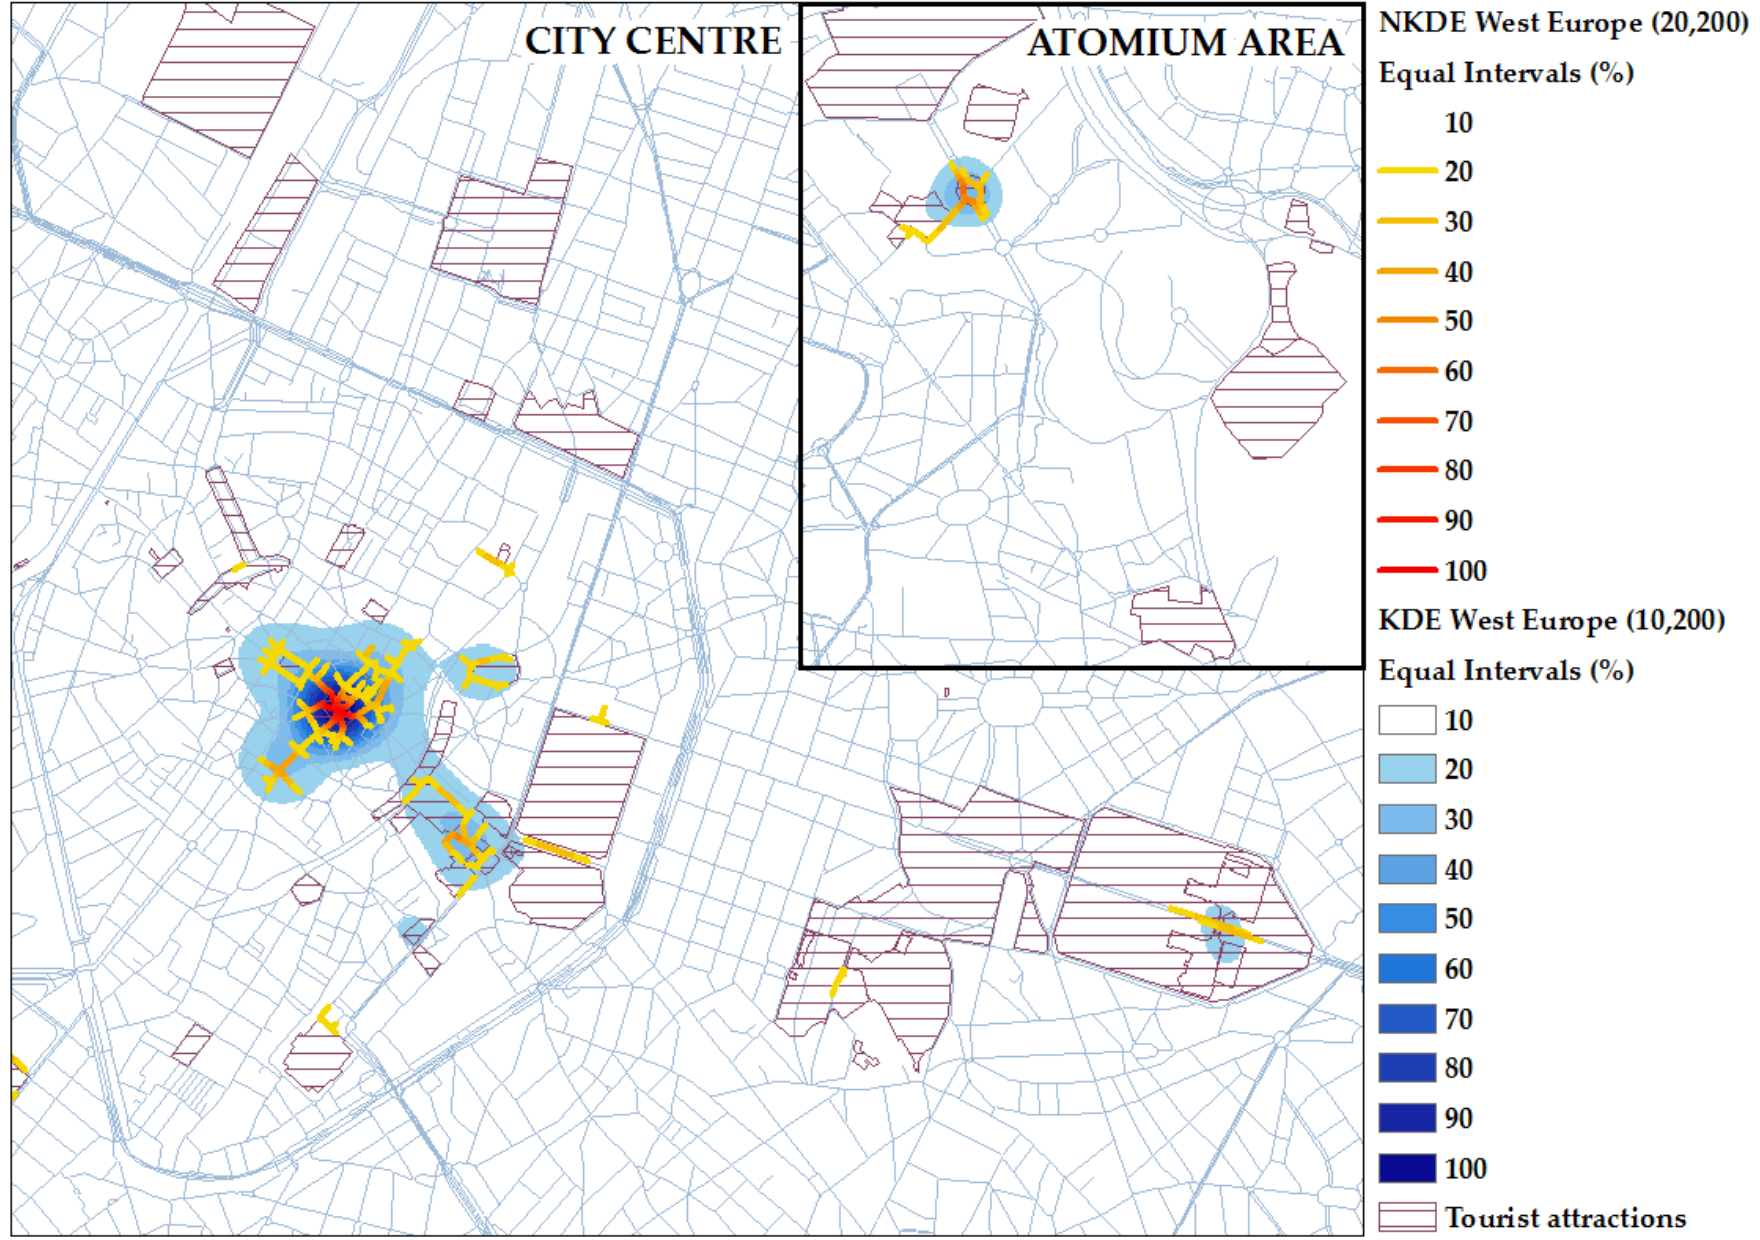 CITY CENTRE
ATOMIUM AREA
NKDE West Europe (20,200)
Equal Intervals (%)
10
20
30
40
50
60
70
80
90
100
KDE West Europe (10,200)
Equal Intervals (%)
10
20
30
40
50
60
70
80
90
100
Tourist attractions